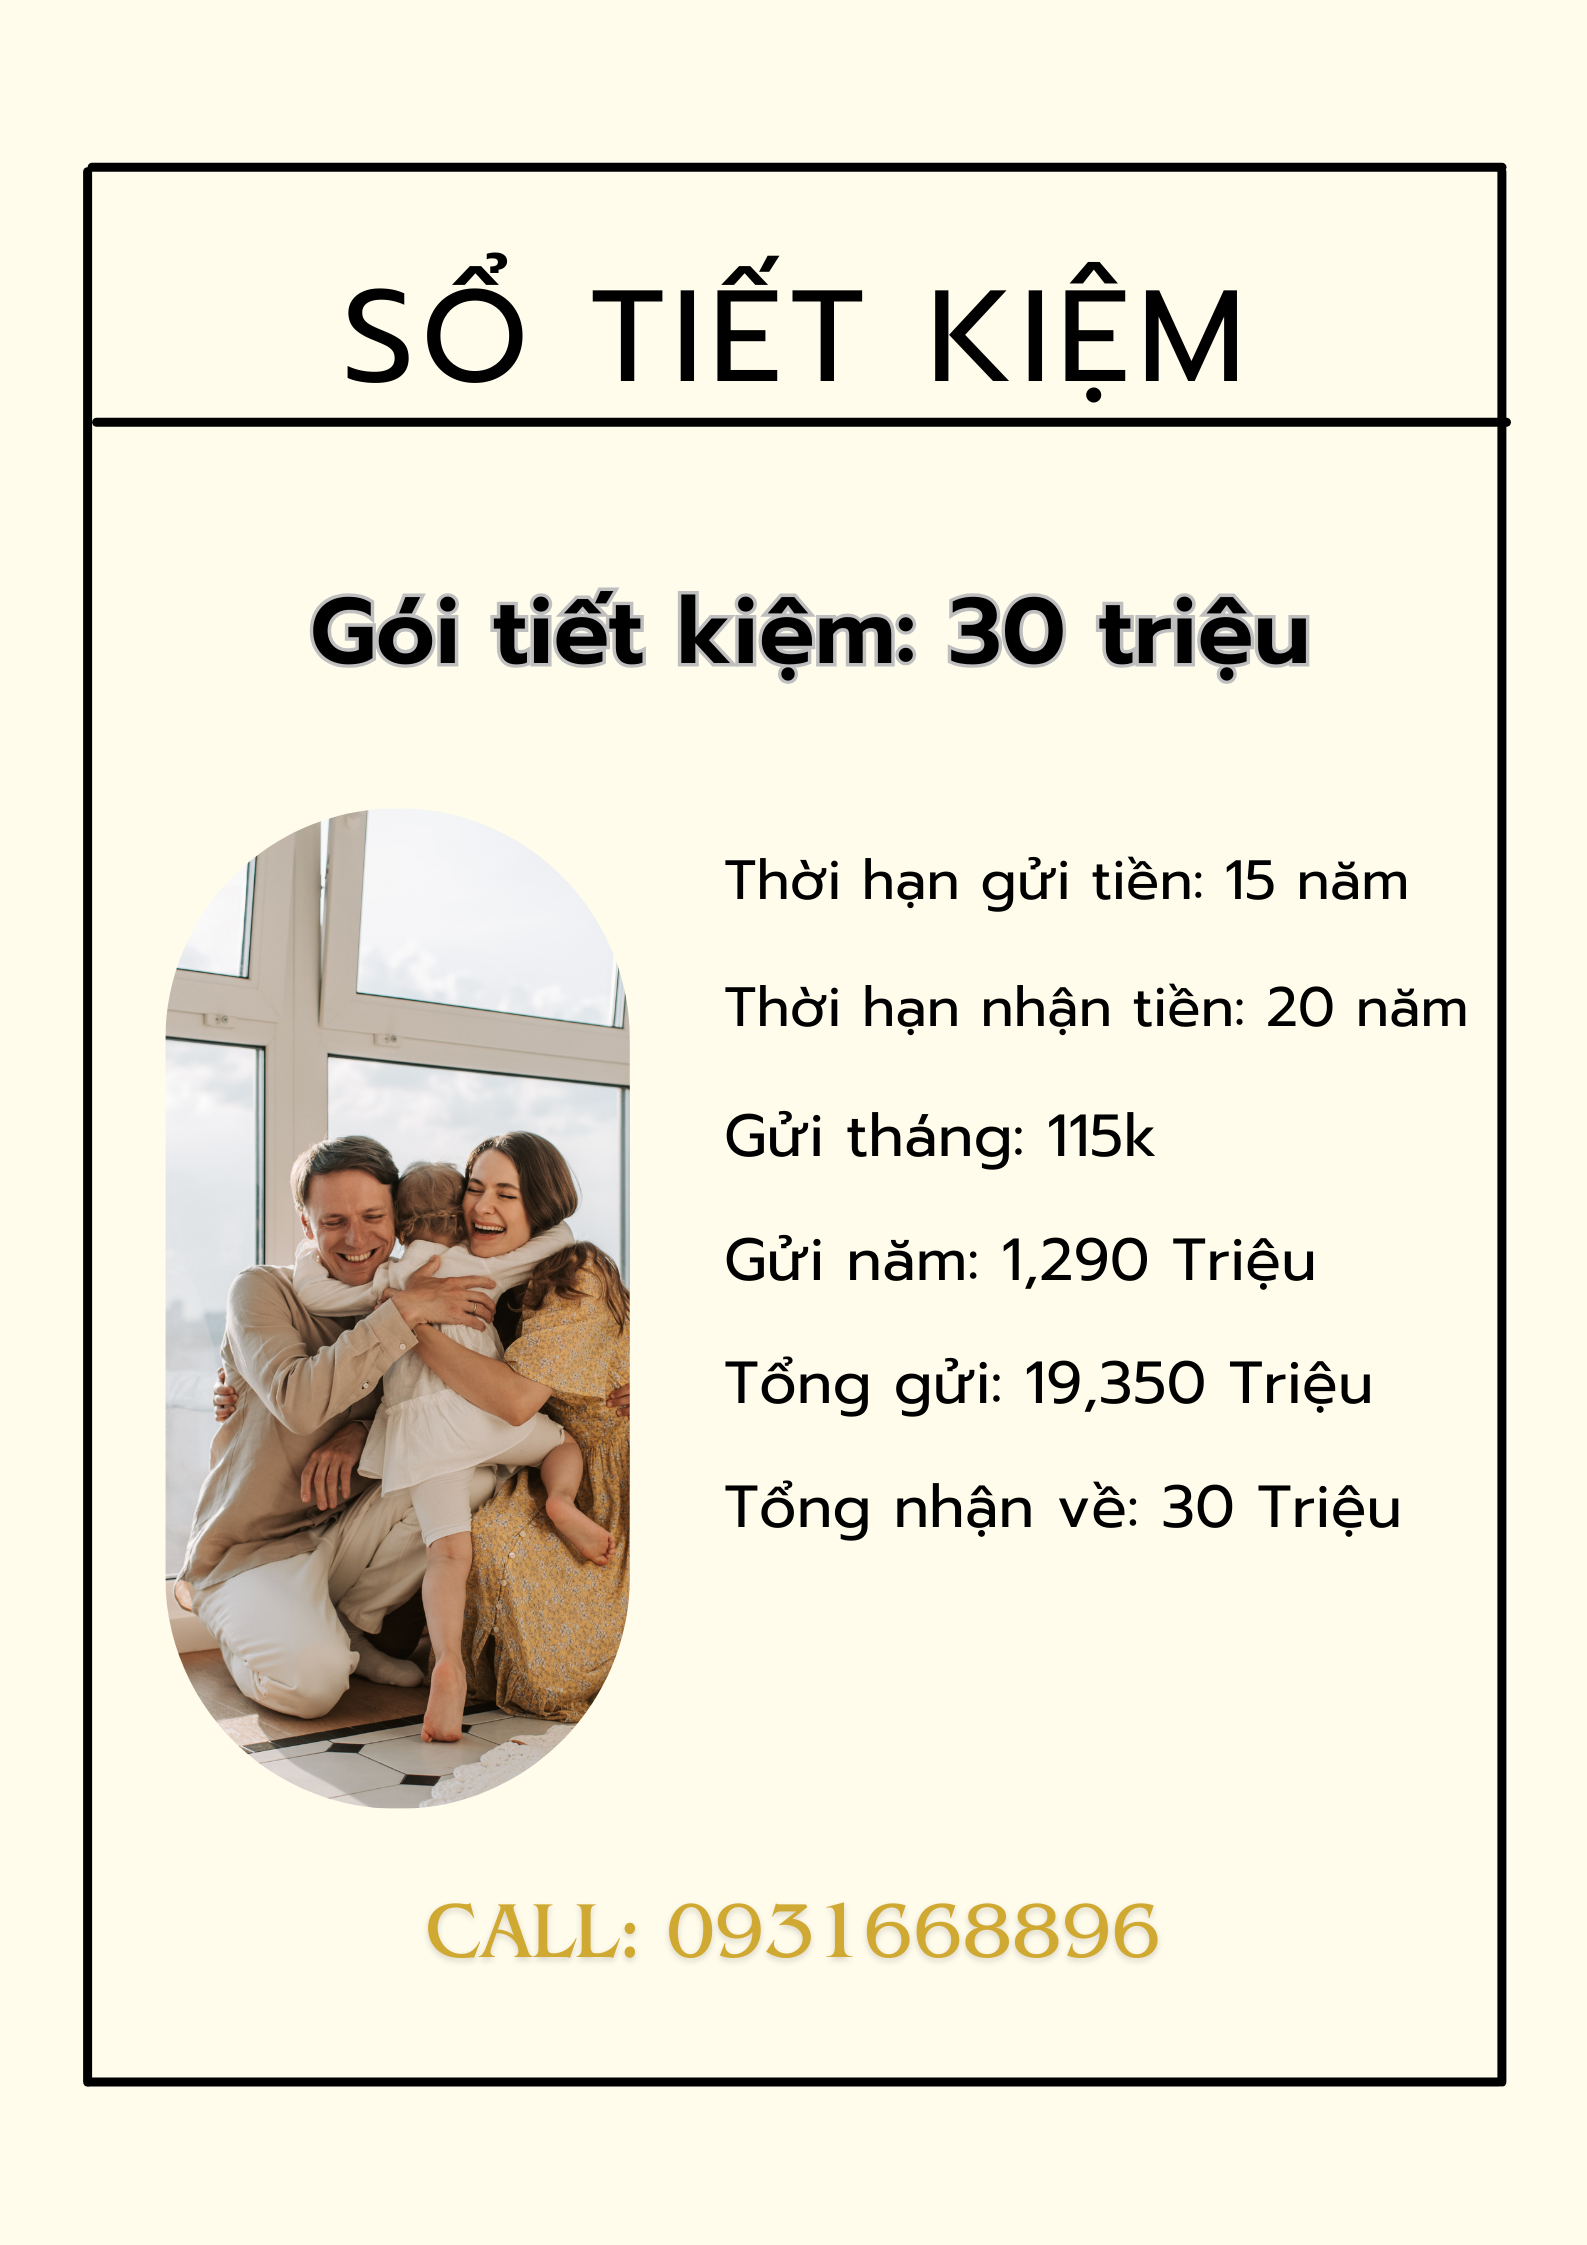 SỔ TIẾT KIỆM
Gói tiết kiệm: 30 triệu
Thời hạn gửi tiền: 15 năm
Thời hạn nhận tiền: 20 năm
Gửi tháng: 115k
Gửi năm: 1,290 Triệu
Tổng gửi: 19,350 Triệu
Tổng nhận về: 30 Triệu
CALL: 0931668896